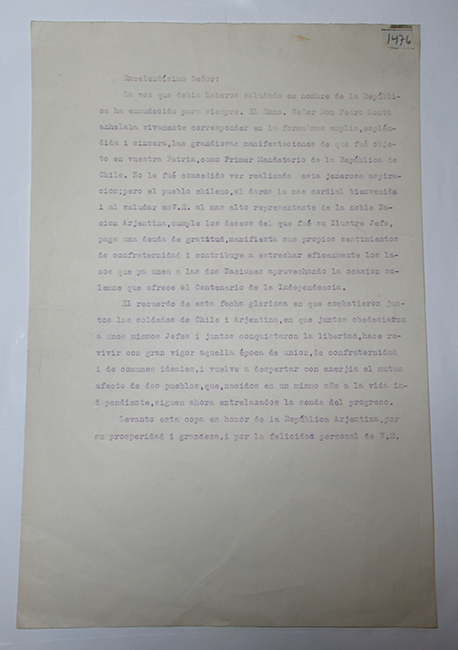 1476
Excelentísimo Señor:
La voz que debía haberos saludado en nombre de la Repúbli-
ca ha enmudecido para siempre. El Exmo. Señor Don Pedro Montt
anhelaba vivamente corresponder en la forma mas amplia, esplén-
dida i sincera, las grandiosas manifestaciones de que fué obje-
to en vuestra Patria, como Primer Mandatario de la República de
Chile. No le fué concedida ver realizada esta jenerosa aspira-
cion; pero el pueblo chileno, al daros la mas cordial bienvenida
i al saludar en V.E. al mas alto representante de la noble Na-
cion Arjentina, cumple los deseos del que fué su Ilustre Jefe,
paga una deuda de gratitud, manifiesta sus propios sentimientos
de confraternidad i contribuye a estrechar eficazmente los la-
zos que ya unen a las dos Naciones aprovechando la ocasion so-
lemne que ofrece el Centenario de la Independencia.
El recuerdo de esta fecha gloriosa en que combatieron jun-
tos los soldados de Chile i Arjentina, en que juntos obedecieron
a unos mismos Jefes i juntos conquistaron la libertad, hace re-
vivir con gran vigor aquella época de union, de confraternidad
i de comunes ideales, i vuelve a despertar con enerjía el mutuo
afecto de dos pueblos, que, nacidos en un mismo año a la vida in-
dependiente, siguen ahora entrelazados la senda del progreso.
Levanto esta copa en honor de la República Arjentina, por
su prosperidad i grandeza, i por la felicidad personal de V.E.